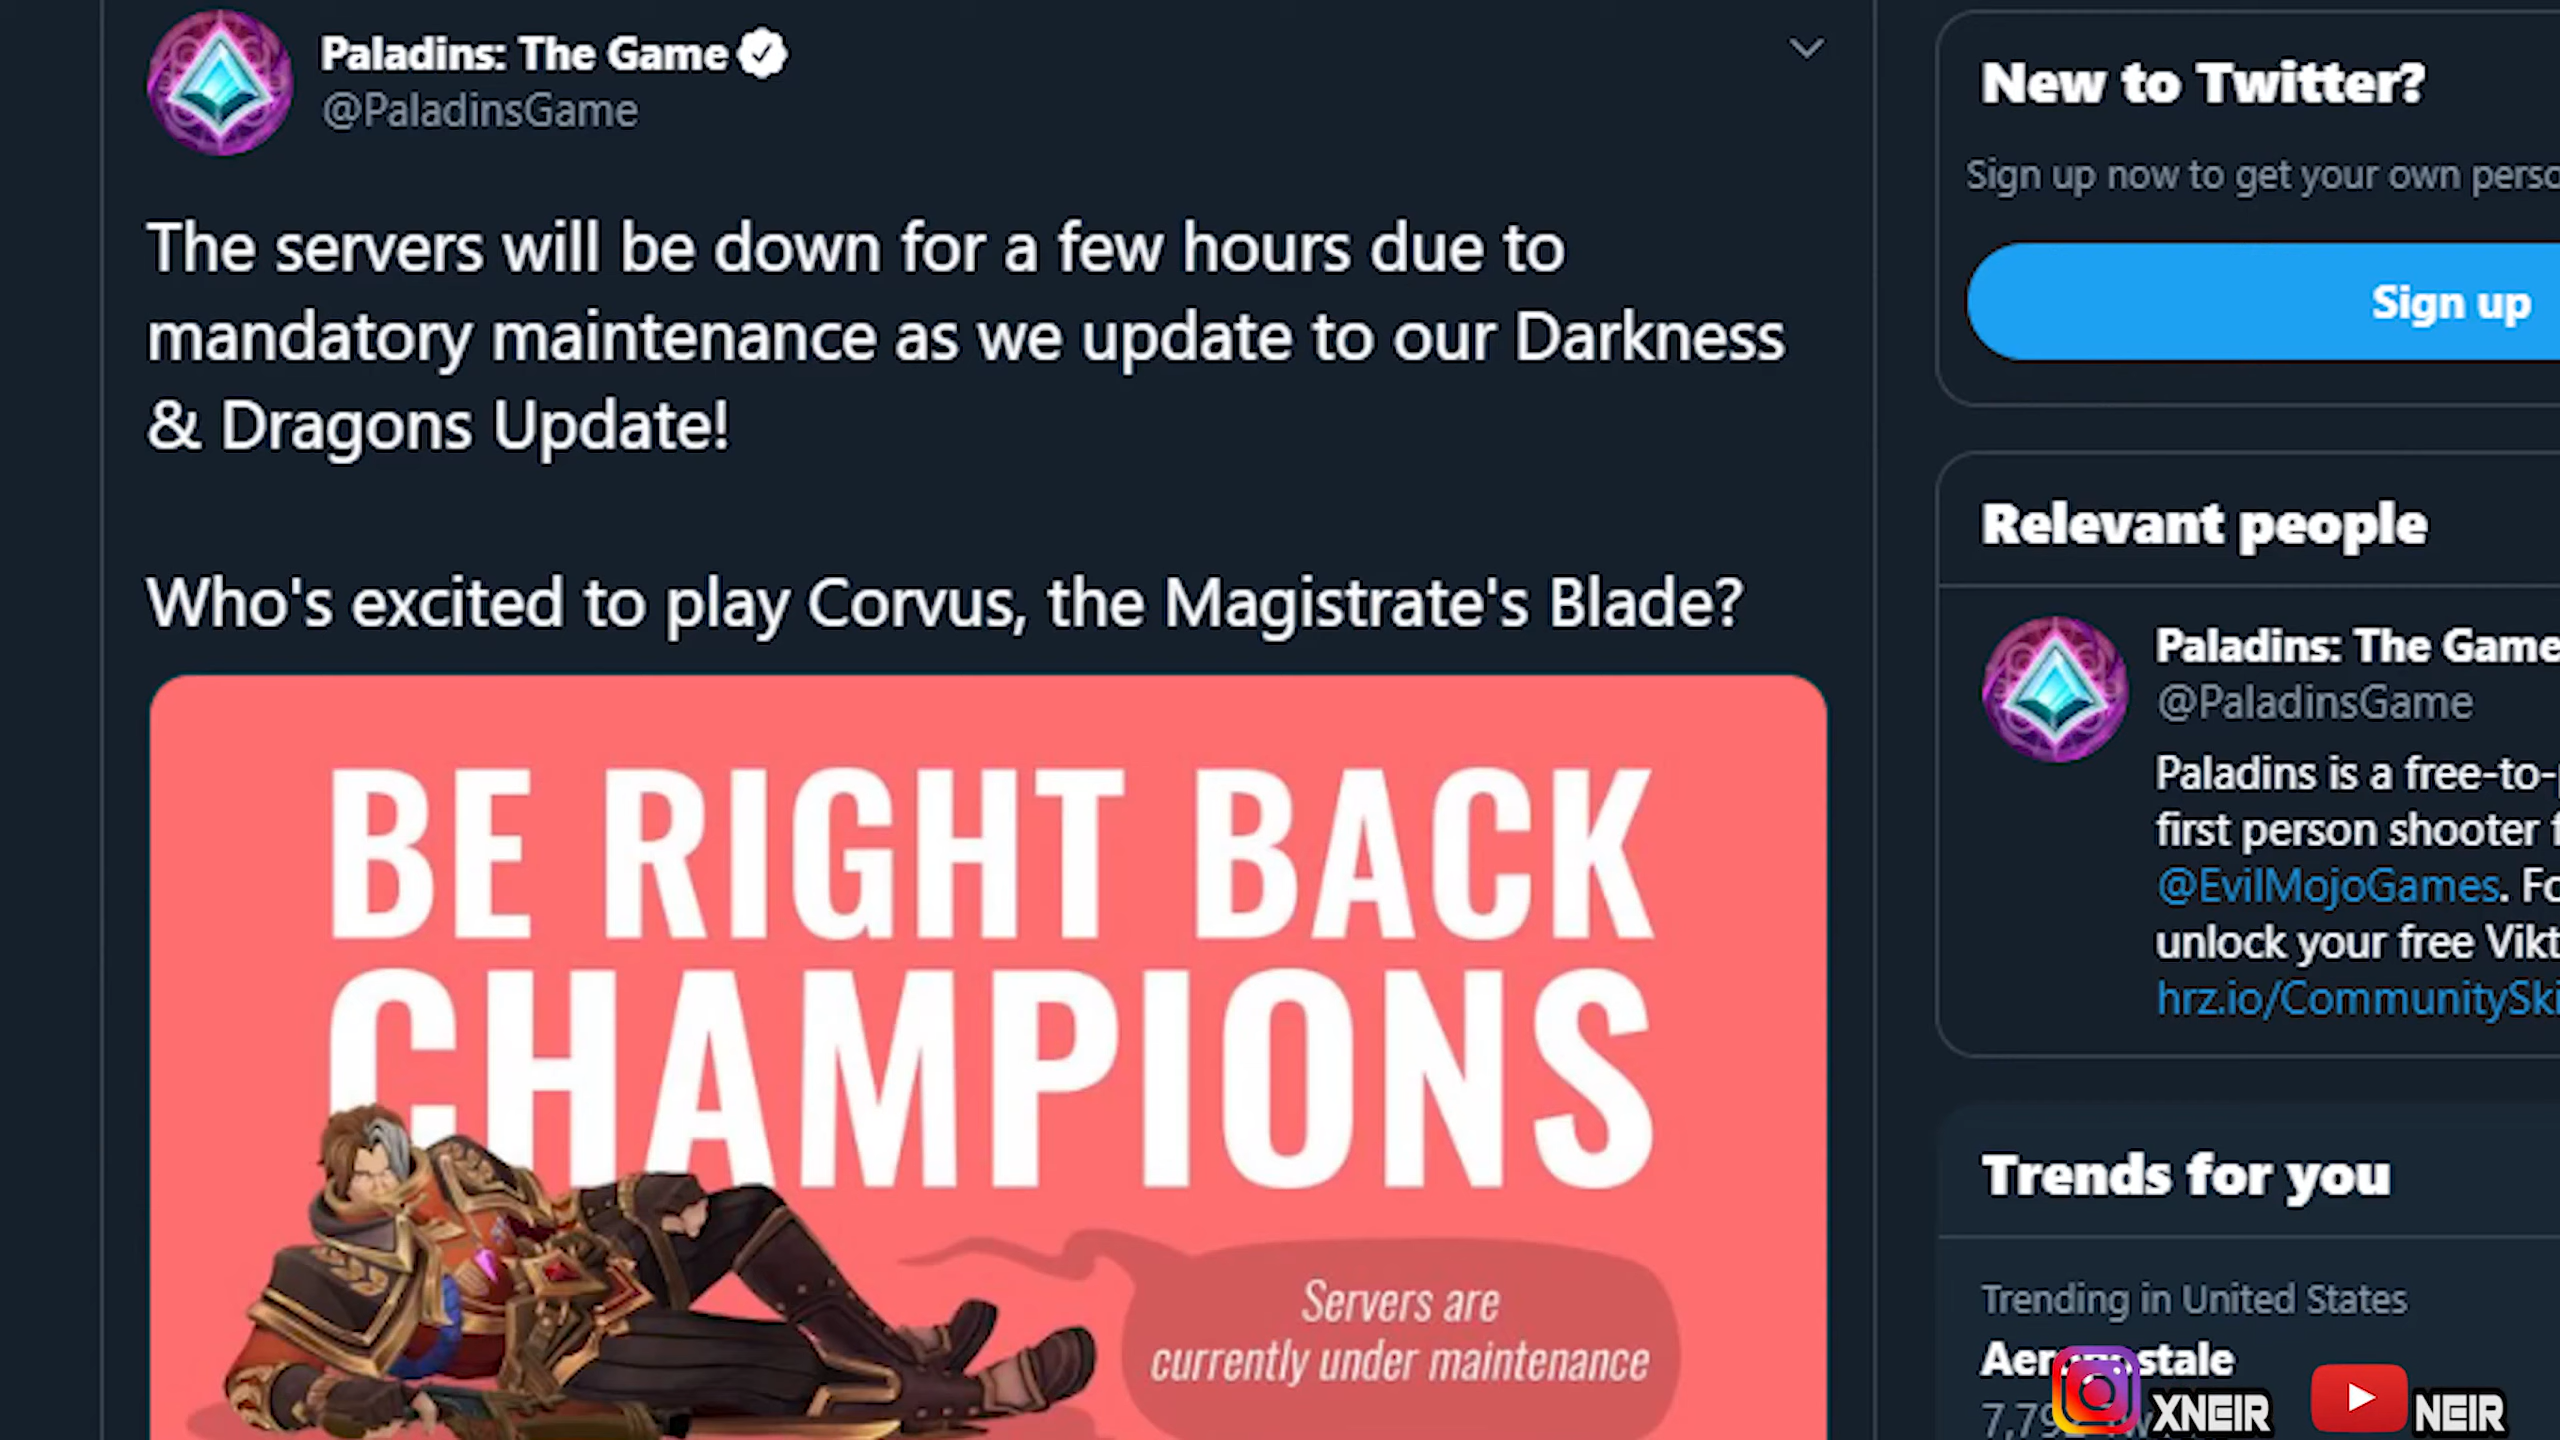 Paladins: The Game
@PaladinsGame
The servers will be down for a few hours due to
mandatory maintenance as we update to our Darkness
& Dragons Update!
Who's excited to play Corvus, the Magistrate's Blade?
BE RIGHT BACK
CHAMPIONS
Servers are
currently under maintenance
New to Twitter?
Sign up now to get your own
Sign up
Relevant people
Paladins: The Game
@PaladinsGame
Paladins is a
first person shooter
@EvilMojoGames.
unlock your free
Trends for you
Trending in United States
XNEIR
NEIR